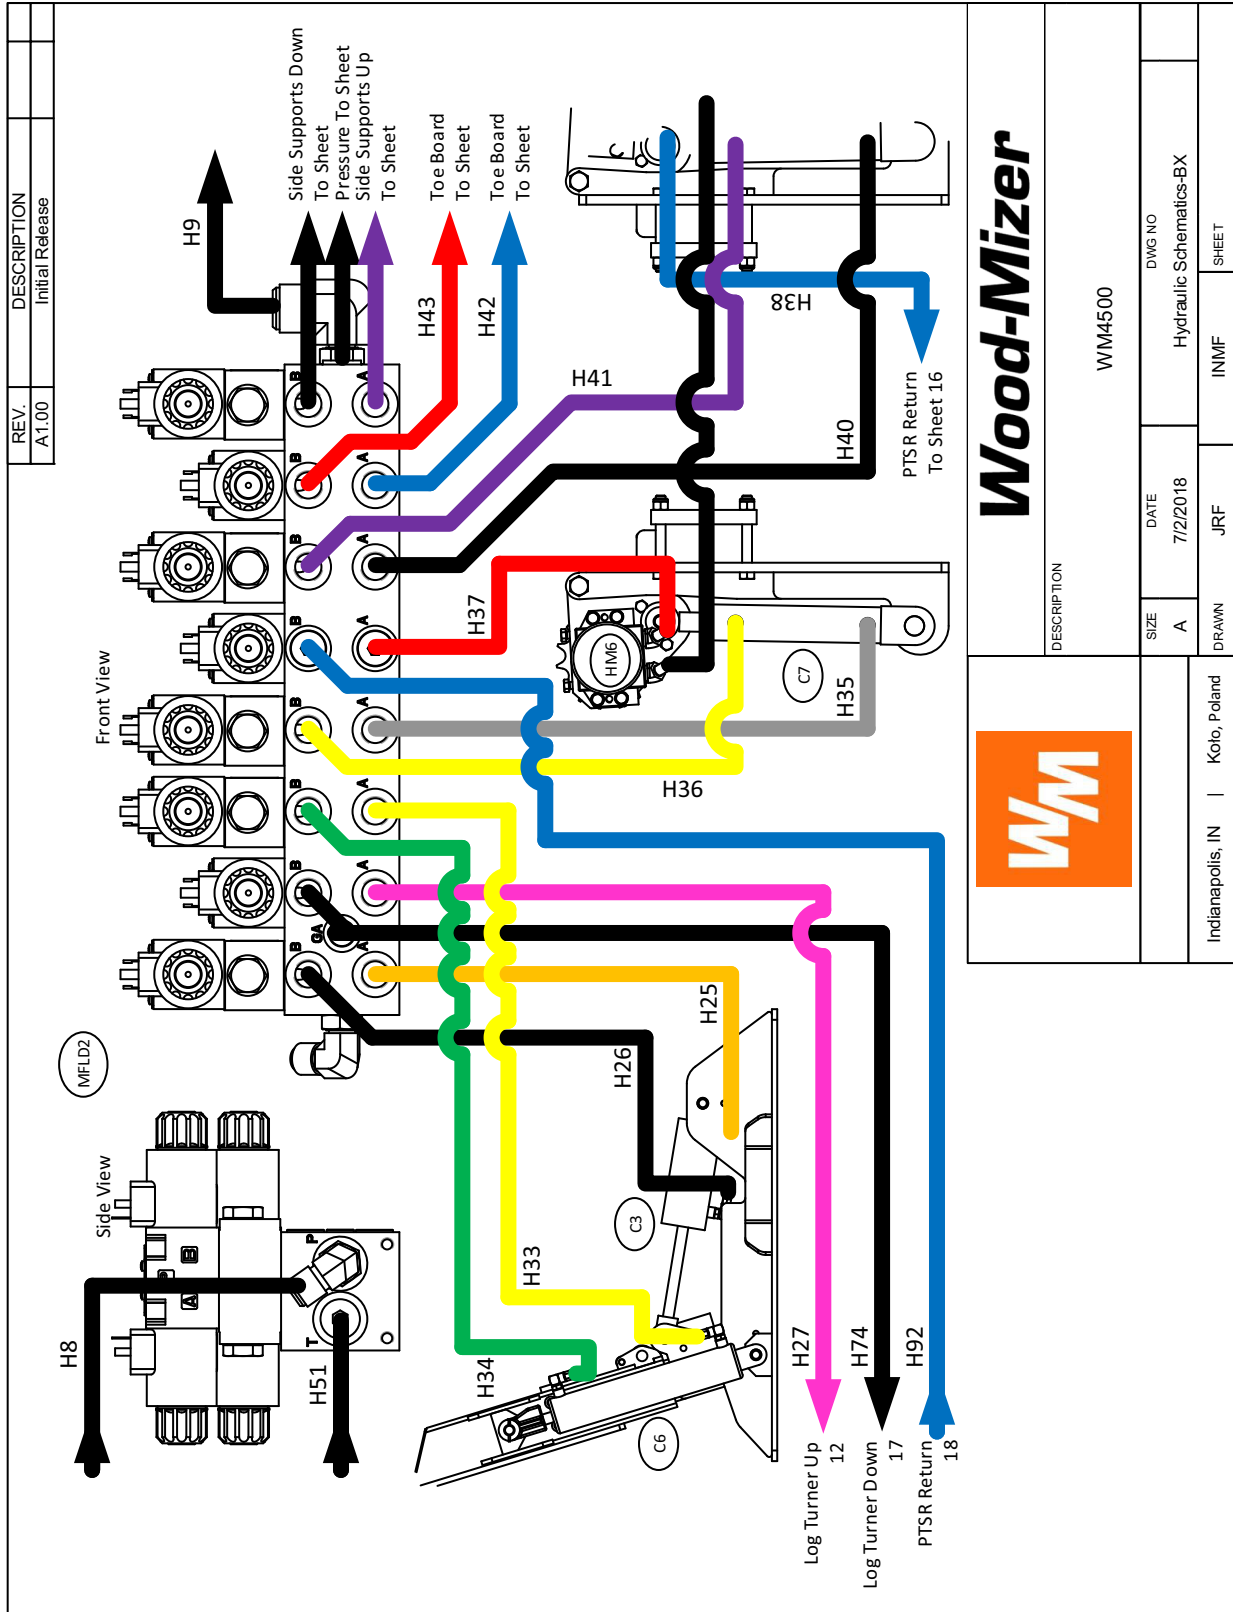 REV.
DESCRIPTION
A1.00
Initial Release
Side View
Front View
MFLD2
H8
H51
T
P
A
B
A
P
B
B
B
B
B
B
B
B
A
A
A
A
A
A
A
GA
H9
Side Supports Down
To Sheet
Pressure To Sheet
Side Supports Up
To Sheet
Toe Board
To Sheet
Toe Board
To Sheet
H43
H42
H41
H40
H38
H37
H36
H35
H34
H33
H26
H25
HM6
C7
C3
C6
PTSR Return
To Sheet 16
H27
H74
H92
Log Turner Up
12
Log Turner Down
17
PTSR Return
18
WM
Wood-Mizer
DESCRIPTION
WM4500
SIZE
DATE
DWG NO
A
7/2/2018
Hydraulic Schematics-BX
Indianapolis, IN | Koło, Poland
DRAWN
JRF
INMF
SHEET